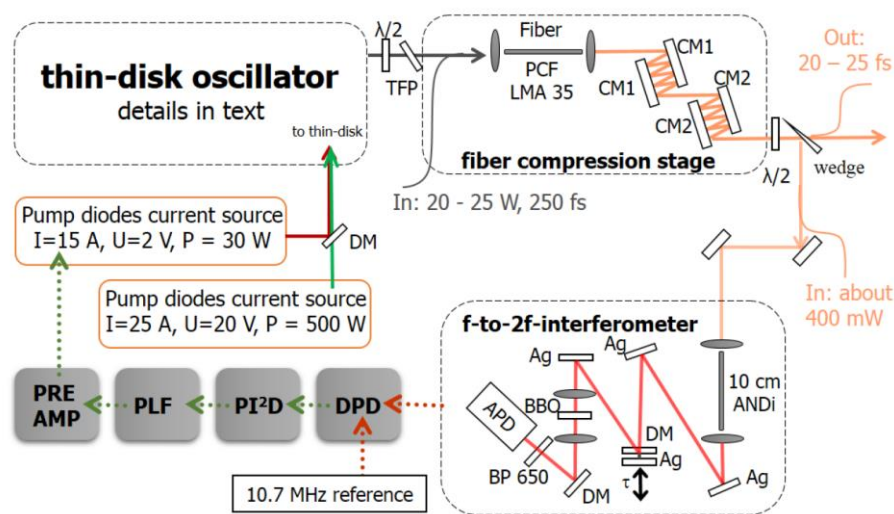 thin-disk oscillator
details in text
to thin-disk
λ/2
TFP
Fiber
PCF
LMA 35
CM1
CM1
CM2
CM2
fiber compression stage
Out:
20 – 25 fs
λ/2
wedge
In: 20 - 25 W, 250 fs
In: about
400 mW
Pump diodes current source
I=15 A, U=2 V, P = 30 W
DM
Pump diodes current source
I=25 A, U=20 V, P = 500 W
f-to-2f-interferometer
Ag
Ag
10 cm
ANDi
BBO
APD
DM
Ag
BP 650
DM
τ
Ag
PRE
AMP
PLF
PI²D
DPD
10.7 MHz reference